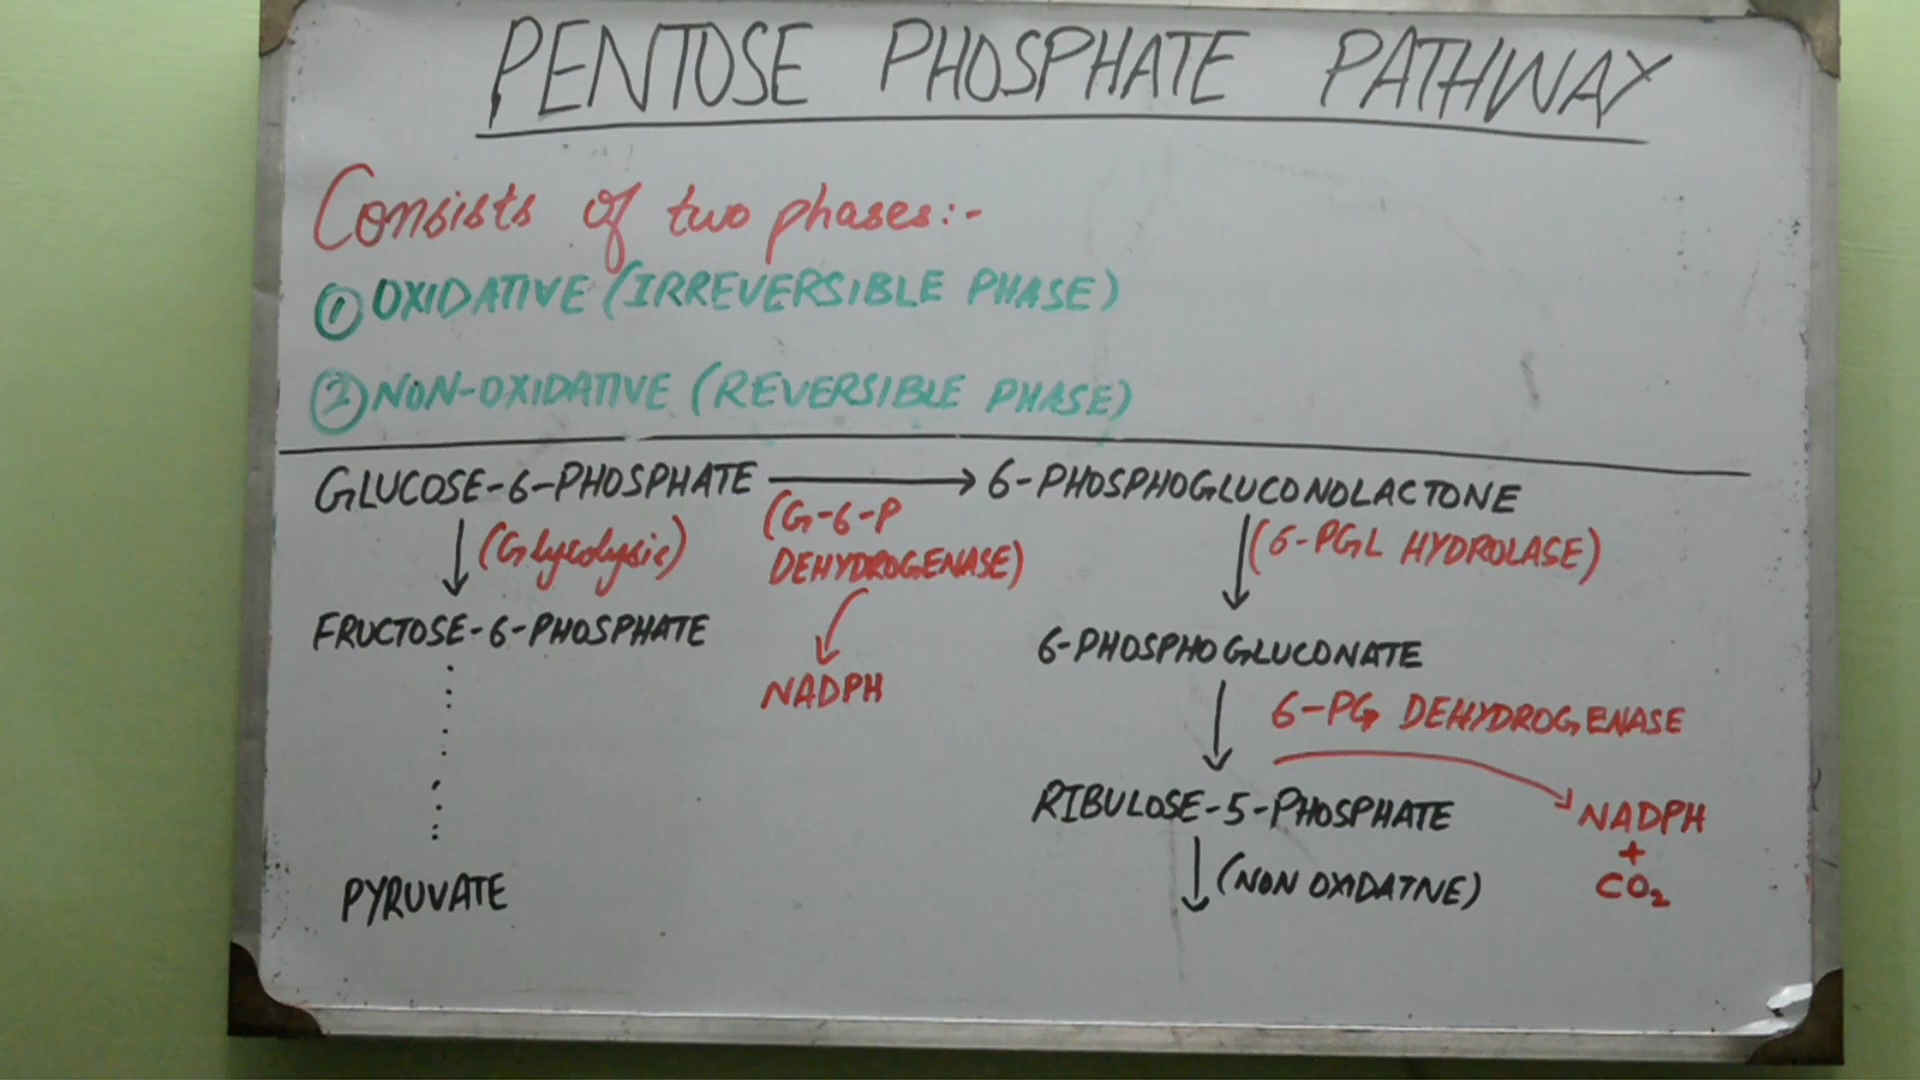 PENTOSE PHOSPHATE PATHWAY
Consists of two phases:-
① OXIDATIVE (IRREVERSIBLE PHASE)
② NON-OXIDATIVE (REVERSIBLE PHASE)
GLUCOSE-6-PHOSPHATE → 6-PHOSPHOGLUCONOLACTONE
↓ (Glycolysis)
(G-6-P
DEHYDROGENASE)
↓ (6-PGL HYDROLASE)
FRUCTOSE-6-PHOSPHATE
NADPH
6-PHOSPHOGLUCONATE
↓ 6-PG DEHYDROGENASE
RIBULOSE-5-PHOSPHATE → NADPH
+
CO₂
↓ (NON OXIDATIVE)
PYRUVATE